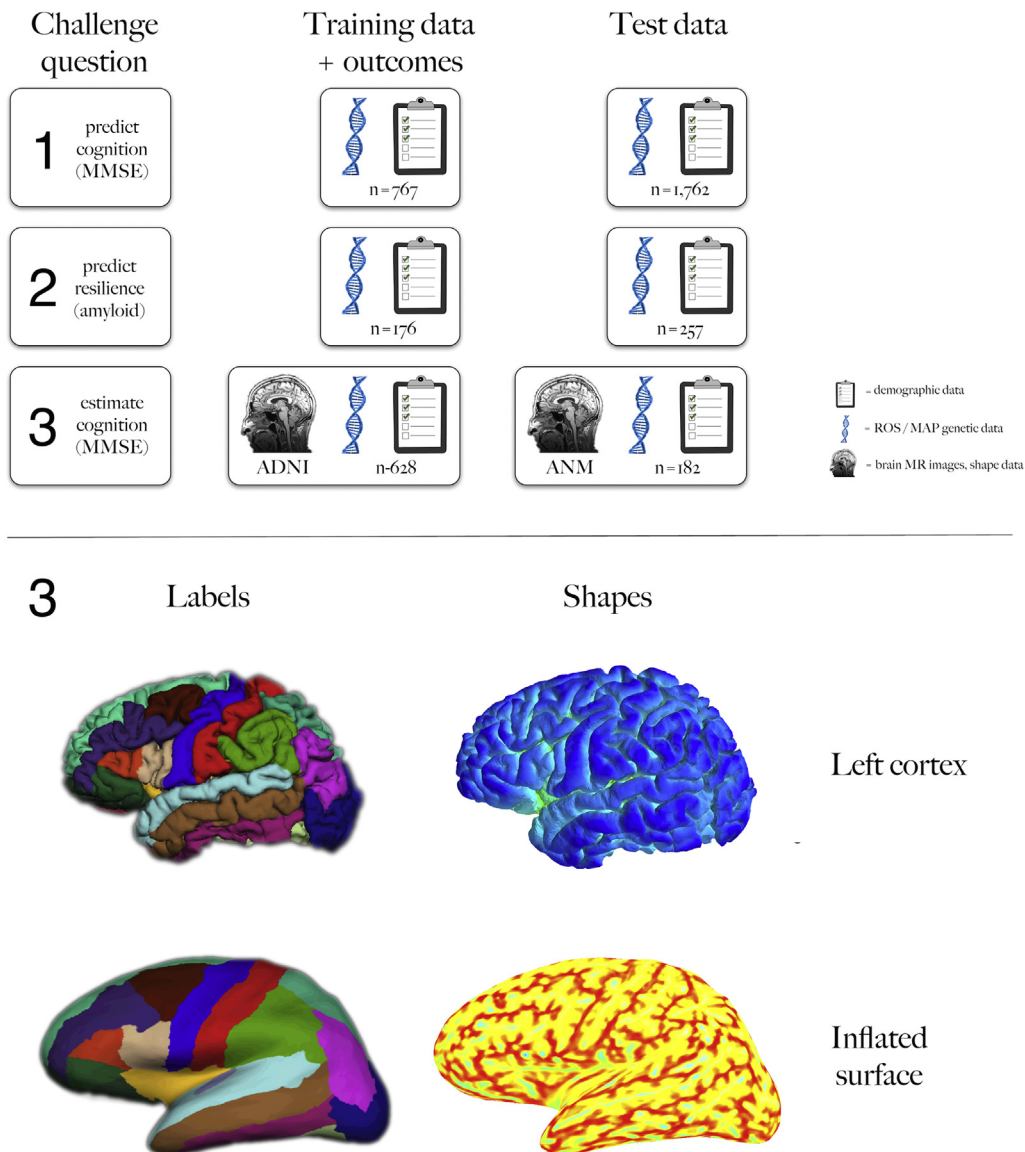 Challenge
question
Training data
+ outcomes
Test data
1
predict
cognition
(MMSE)
n=767
n=1,762
2
predict
resilience
(amyloid)
n=176
n=257
3
estimate
cognition
(MMSE)
ADNI
n-628
ANM
n=182
= demographic data
= ROS / MAP genetic data
= brain MR images, shape data
3
Labels
Shapes
Left cortex
Inflated
surface